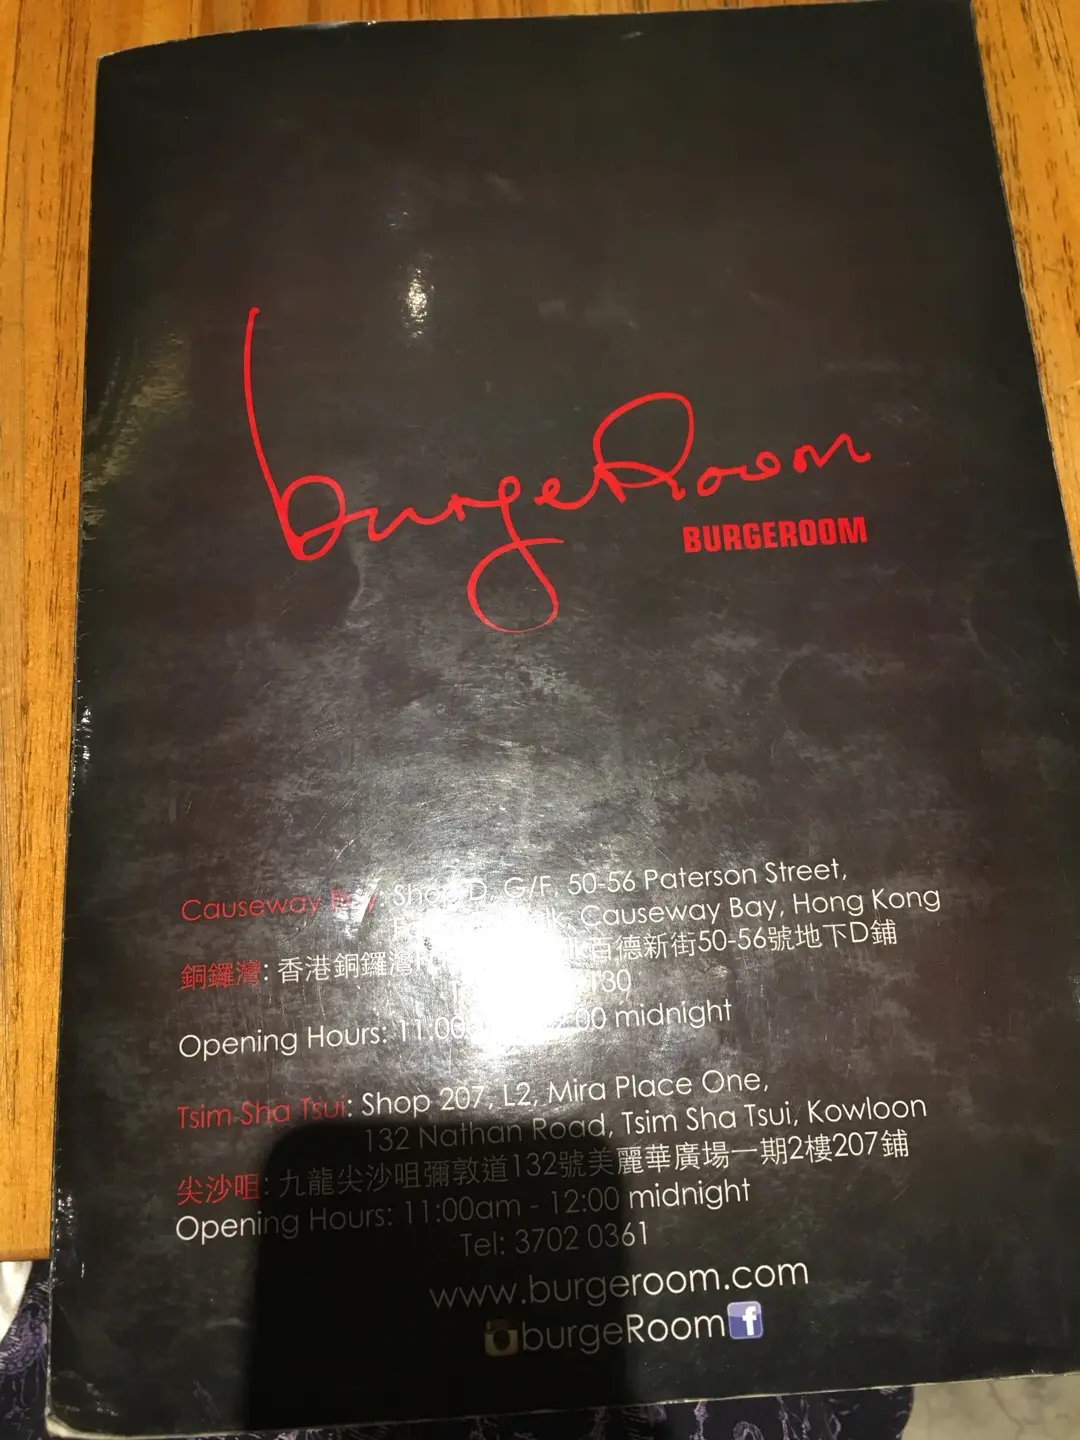 burgeRoom
BURGEROOM
Causeway Bay: Shop D, G/F, 50-56 Paterson Street,
Causeway Bay, Hong Kong
銅鑼灣: 香港銅鑼灣 百德新街50-56號地下D鋪
Opening Hours: 11:00 midnight
Tsim Sha Tsui: Shop 207, L2, Mira Place One,
132 Nathan Road, Tsim Sha Tsui, Kowloon
尖沙咀: 九龍尖沙咀彌敦道132號美麗華廣場一期2樓207鋪
Opening Hours: 11:00am - 12:00 midnight
Tel: 3702 0361
www.burgeroom.com
burgeRoom f